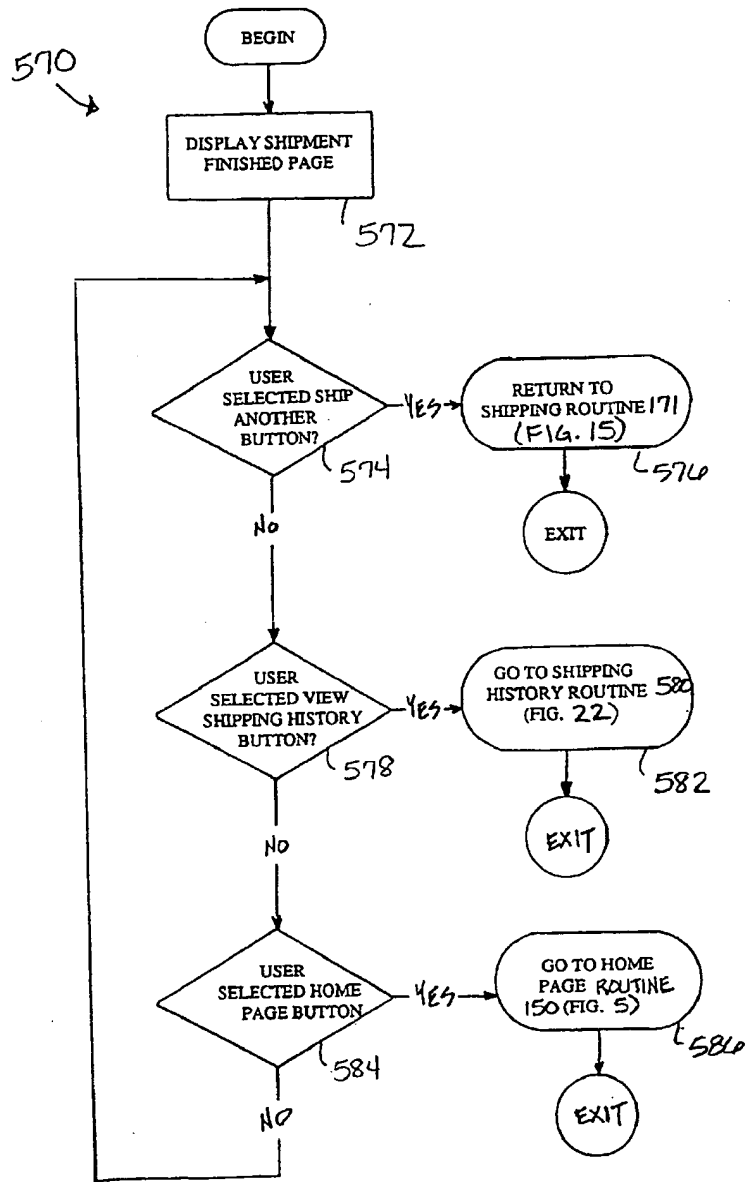 BEGIN
570
DISPLAY SHIPMENT
FINISHED PAGE
572
USER
SELECTED SHIP
ANOTHER
BUTTON?
574
YES
RETURN TO
SHIPPING ROUTINE 171
(FIG. 15)
576
EXIT
NO
USER
SELECTED VIEW
SHIPPING HISTORY
BUTTON?
578
YES
GO TO SHIPPING
HISTORY ROUTINE 580
(FIG. 22)
582
EXIT
NO
USER
SELECTED HOME
PAGE BUTTON
584
YES
GO TO HOME
PAGE ROUTINE
150 (FIG. 5)
586
EXIT
NO